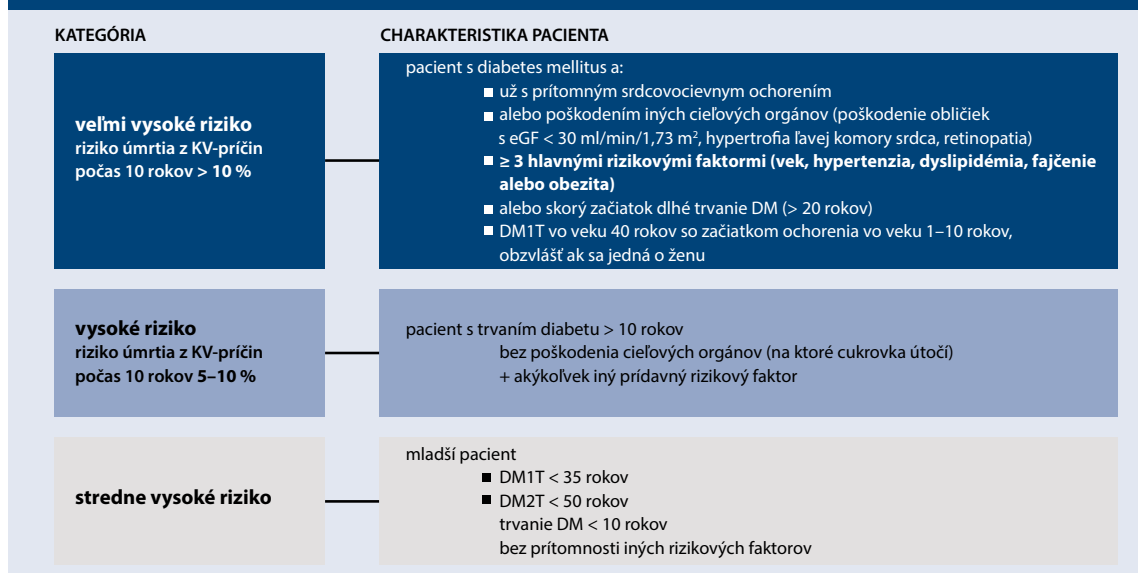 KATEGÓRIA
CHARAKTERISTIKA PACIENTA
veľmi vysoké riziko
riziko úmrtia z KV-príčin
počas 10 rokov > 10 %
pacient s diabetes mellitus a:
■ už s prítomným srdcovocievnym ochorením
■ alebo poškodením iných cieľových orgánov (poškodenie obličiek
s eGF < 30 ml/min/1,73 m², hypertrofia ľavej komory srdca, retinopatia)
■ ≥ 3 hlavnými rizikovými faktormi (vek, hypertenzia, dyslipidémia, fajčenie
alebo obezita)
■ alebo skorý začiatok dlhé trvanie DM (> 20 rokov)
■ DM1T vo veku 40 rokov so začiatkom ochorenia vo veku 1–10 rokov,
obzvlášť ak sa jedná o ženu
vysoké riziko
riziko úmrtia z KV-príčin
počas 10 rokov 5–10 %
pacient s trvaním diabetu > 10 rokov
bez poškodenia cieľových orgánov (na ktoré cukrovka útočí)
+ akýkoľvek iný prídavný rizikový faktor
stredne vysoké riziko
mladší pacient
■ DM1T < 35 rokov
■ DM2T < 50 rokov
trvanie DM < 10 rokov
bez prítomnosti iných rizikových faktorov